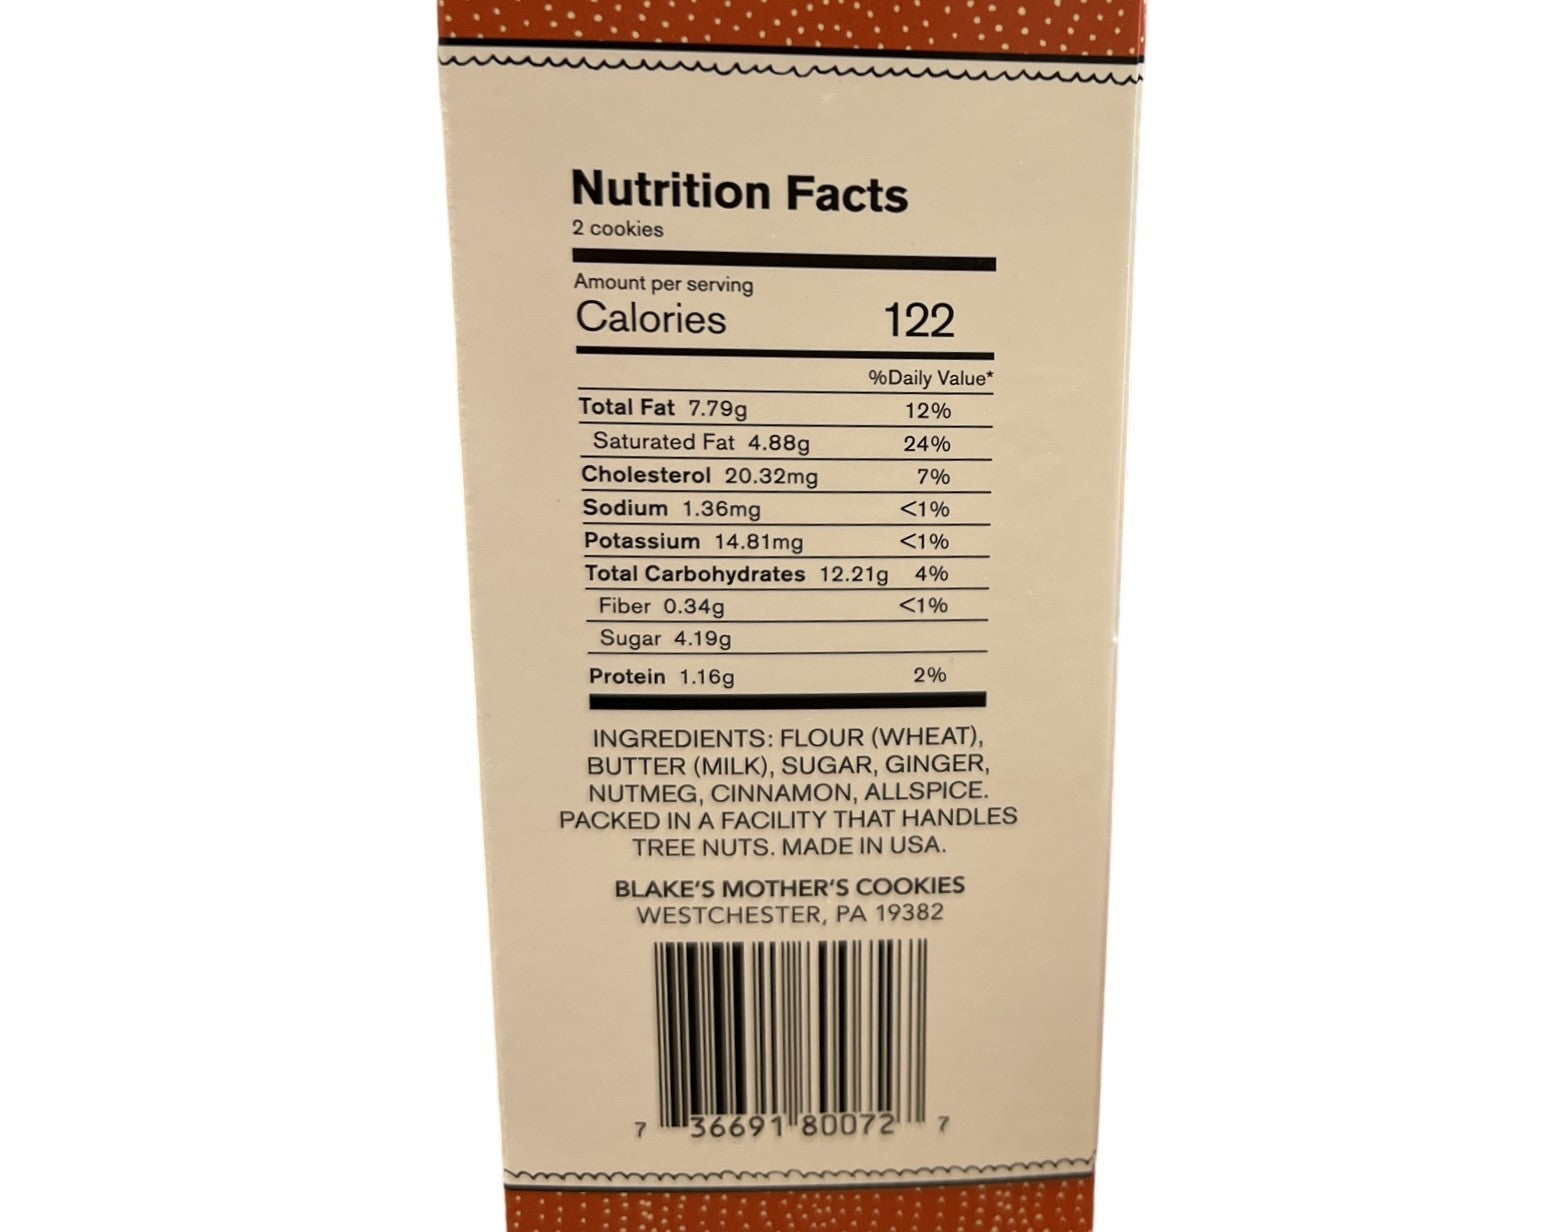 Nutrition Facts
2 cookies
Amount per serving
Calories 122
%Daily Value*
Total Fat 7.79g 12%
Saturated Fat 4.88g 24%
Cholesterol 20.32mg 7%
Sodium 1.36mg <1%
Potassium 14.81mg <1%
Total Carbohydrates 12.21g 4%
Fiber 0.34g <1%
Sugar 4.19g
Protein 1.16g 2%
INGREDIENTS: FLOUR (WHEAT),
BUTTER (MILK), SUGAR, GINGER,
NUTMEG, CINNAMON, ALLSPICE.
PACKED IN A FACILITY THAT HANDLES
TREE NUTS. MADE IN USA.
BLAKE'S MOTHER'S COOKIES
WESTCHESTER, PA 19382
7 36691 80072 7